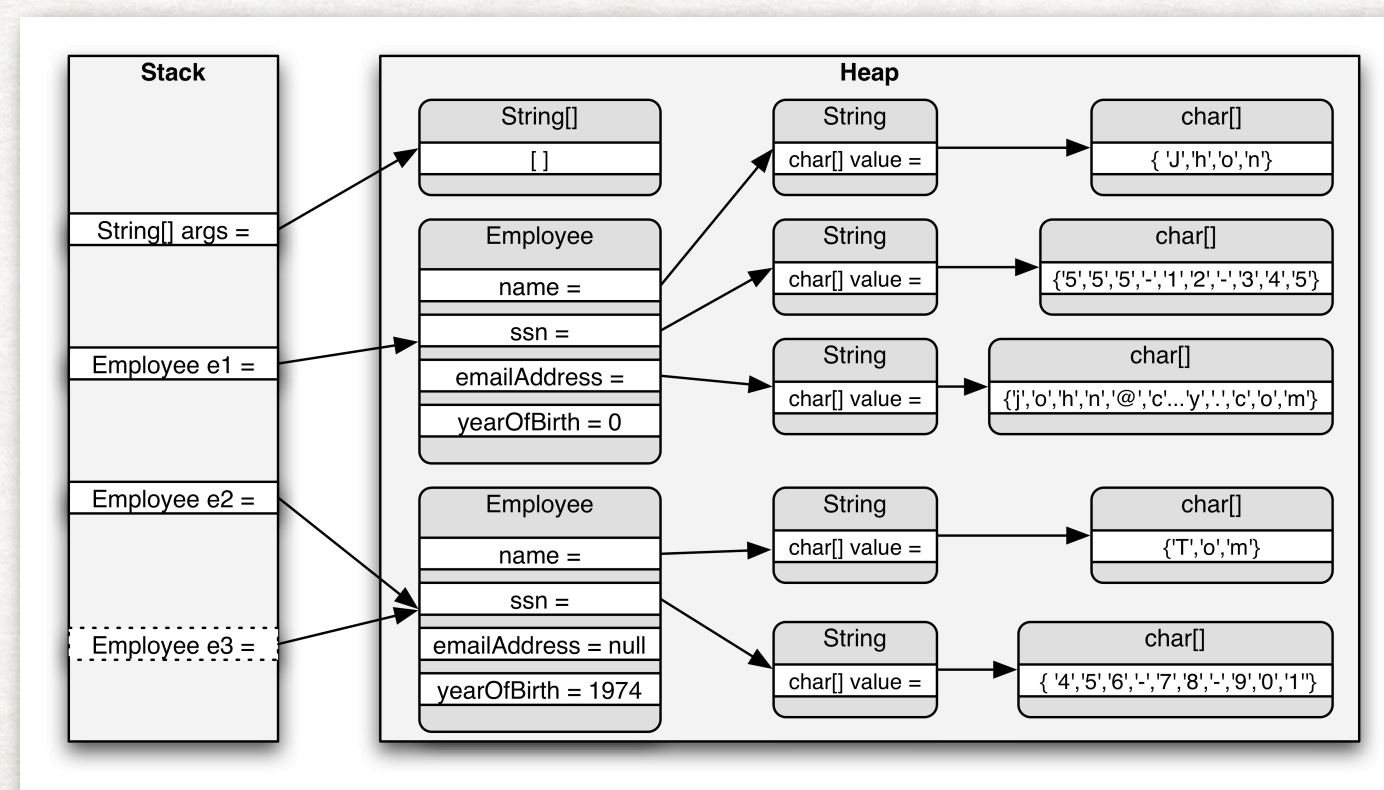 Stack
String[] args =
Employee e1 =
Employee e2 =
Employee e3 =
Heap
String[]
[ ]
Employee
name =
ssn =
emailAddress =
yearOfBirth = 0
Employee
name =
ssn =
emailAddress = null
yearOfBirth = 1974
String
char[] value =
char[]
{ 'J','h','o','n'}
String
char[] value =
char[]
{'5','5','5','-','1','2','-','3','4','5'}
String
char[] value =
char[]
{'j','o','h','n','@','c'...'y','.','c','o','m'}
String
char[] value =
char[]
{'T','o','m'}
String
char[] value =
char[]
{ '4','5','6','-','7','8','-','9','0','1"}